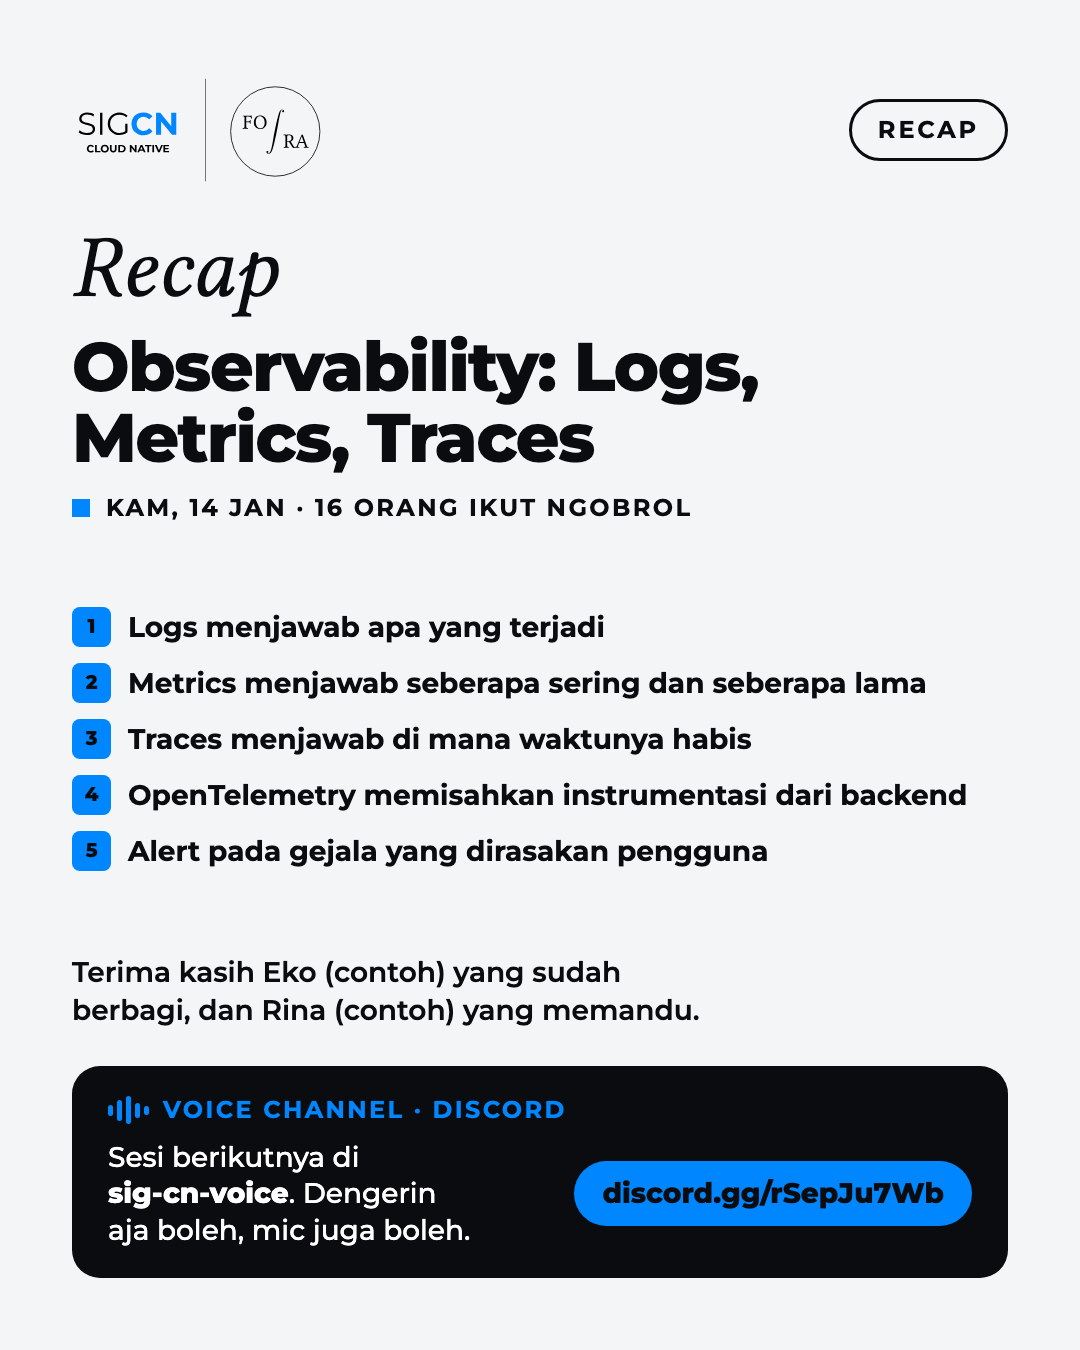 SIGCN
CLOUD NATIVE
FO
RA
RECAP
Recap
Observability: Logs,
Metrics, Traces
KAM, 14 JAN · 16 ORANG IKUT NGOBROL
1 Logs menjawab apa yang terjadi
2 Metrics menjawab seberapa sering dan seberapa lama
3 Traces menjawab di mana waktunya habis
4 OpenTelemetry memisahkan instrumentasi dari backend
5 Alert pada gejala yang dirasakan pengguna
Terima kasih Eko (contoh) yang sudah
berbagi, dan Rina (contoh) yang memandu.
VOICE CHANNEL · DISCORD
Sesi berikutnya di
sig-cn-voice. Dengerin
aja boleh, mic juga boleh.
discord.gg/rSepJu7Wb